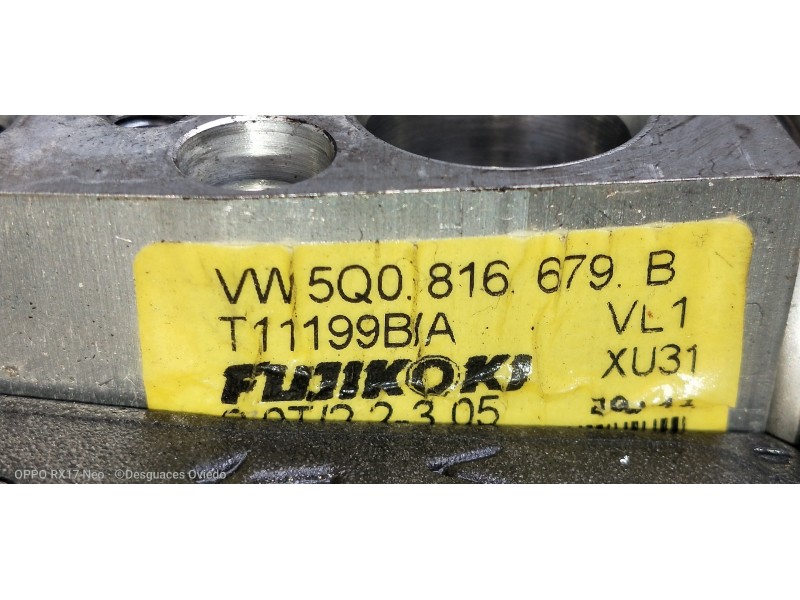 VW 5Q0. 816. 679. B
T11199B/A VL1
FUJIKOKI XU31
OPPO RX17 Neo · ©Desguaces Oviedo